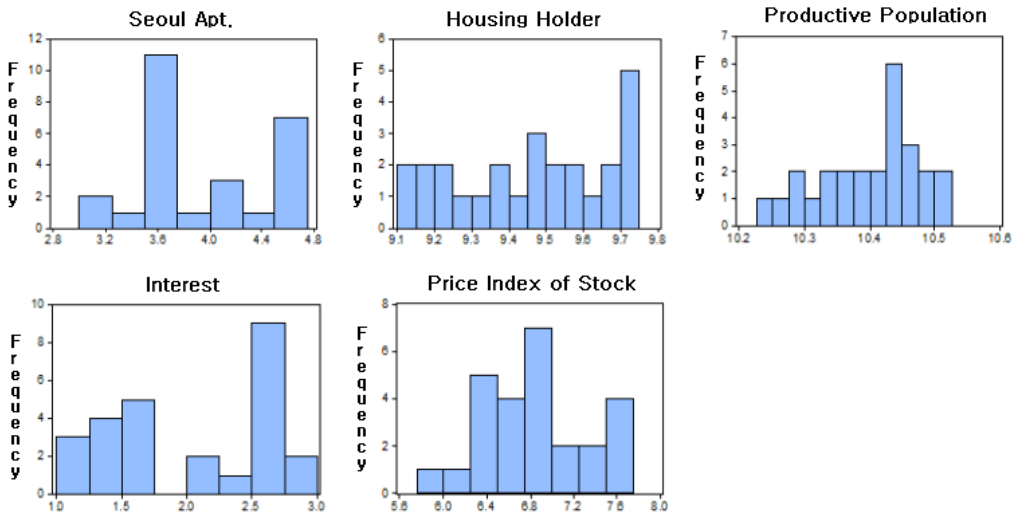 Seoul Apt.
Frequency
12
10
8
6
4
2
0
2.8 3.2 3.6 4.0 4.4 4.8
Housing Holder
Frequency
6
5
4
3
2
1
0
9.1 9.2 9.3 9.4 9.5 9.6 9.7 9.8
Productive Population
Frequency
7
6
5
4
3
2
1
0
10.2 10.3 10.4 10.5 10.6
Interest
Frequency
10
8
6
4
2
0
1.0 1.5 2.0 2.5 3.0
Price Index of Stock
Frequency
8
6
4
2
0
5.6 6.0 6.4 6.8 7.2 7.6 8.0